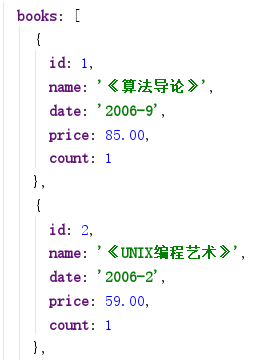 books: [
{
id: 1,
name: '《算法导论》',
date: '2006-9',
price: 85.00,
count: 1
},
{
id: 2,
name: '《UNIX编程艺术》',
date: '2006-2',
price: 59.00,
count: 1
},